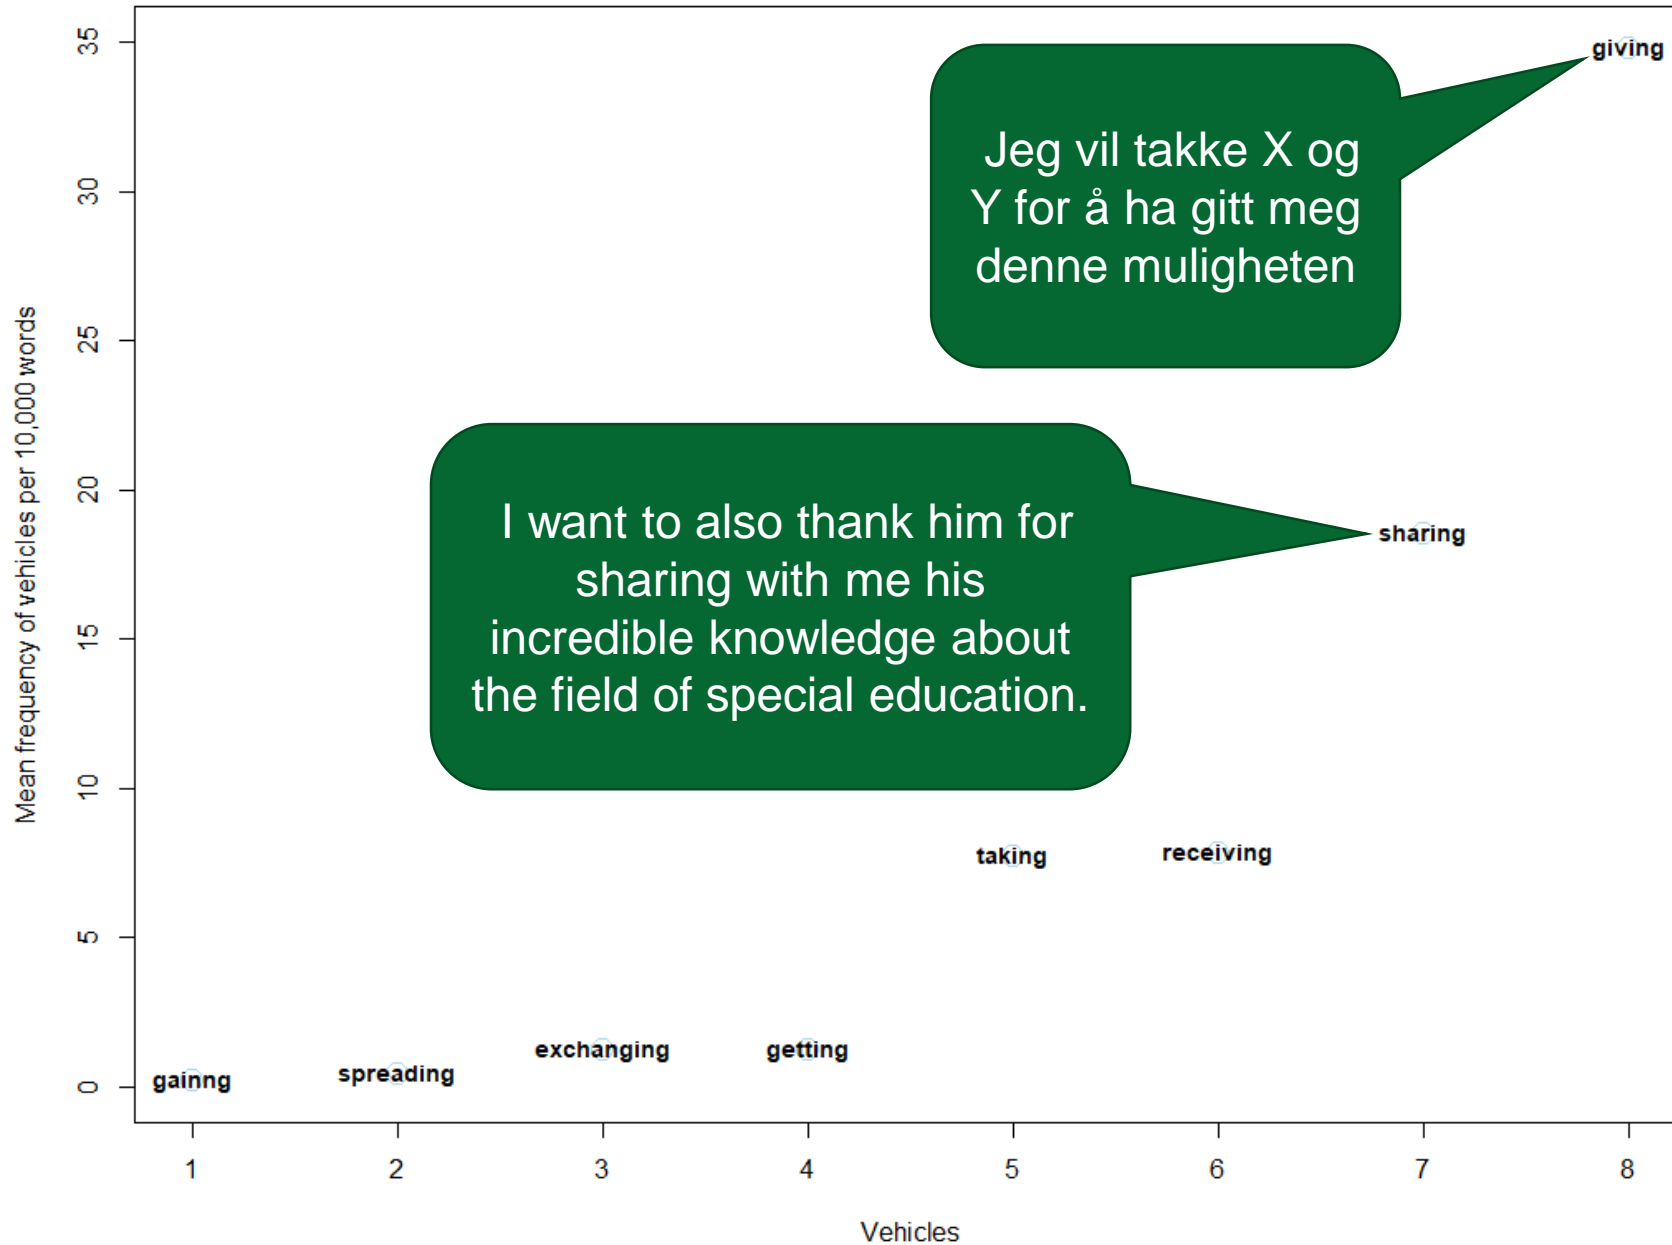 35
giving
Jeg vil takke X og
Y for å ha gitt meg
denne muligheten
30
25
Mean frequency of vehicles per 10,000 words
20
I want to also thank him for
sharing with me his
incredible knowledge about
the field of special education.
sharing
15
10
taking
receiving
5
exchanging
getting
spreading
gainng
0
1 2 3 4 5 6 7 8
Vehicles